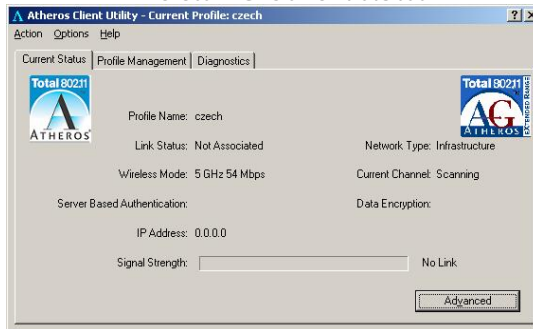 Atheros Client Utility - Current Profile: czech
Action Options Help
Current Status Profile Management Diagnostics
Total 802.11
ATHEROS
Total 802.11
AG
ATHEROS
EXTENDED RANGE
Profile Name: czech
Link Status: Not Associated Network Type: Infrastructure
Wireless Mode: 5 GHz 54 Mbps Current Channel: Scanning
Server Based Authentication: Data Encryption:
IP Address: 0.0.0.0
Signal Strength: No Link
Advanced